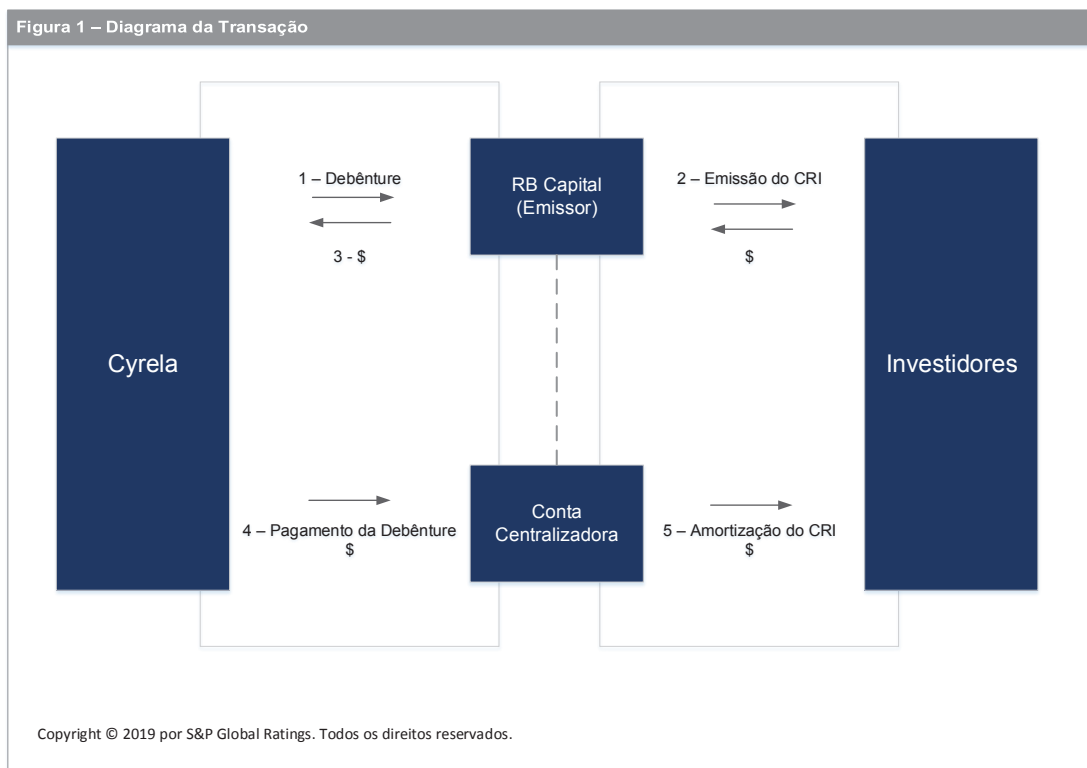 Figura 1 – Diagrama da Transação
Cyrela
1 – Debênture
3 - $
RB Capital
(Emissor)
2 – Emissão do CRI
$
Investidores
4 – Pagamento da Debênture
$
Conta
Centralizadora
5 – Amortização do CRI
$
Copyright © 2019 por S&P Global Ratings. Todos os direitos reservados.